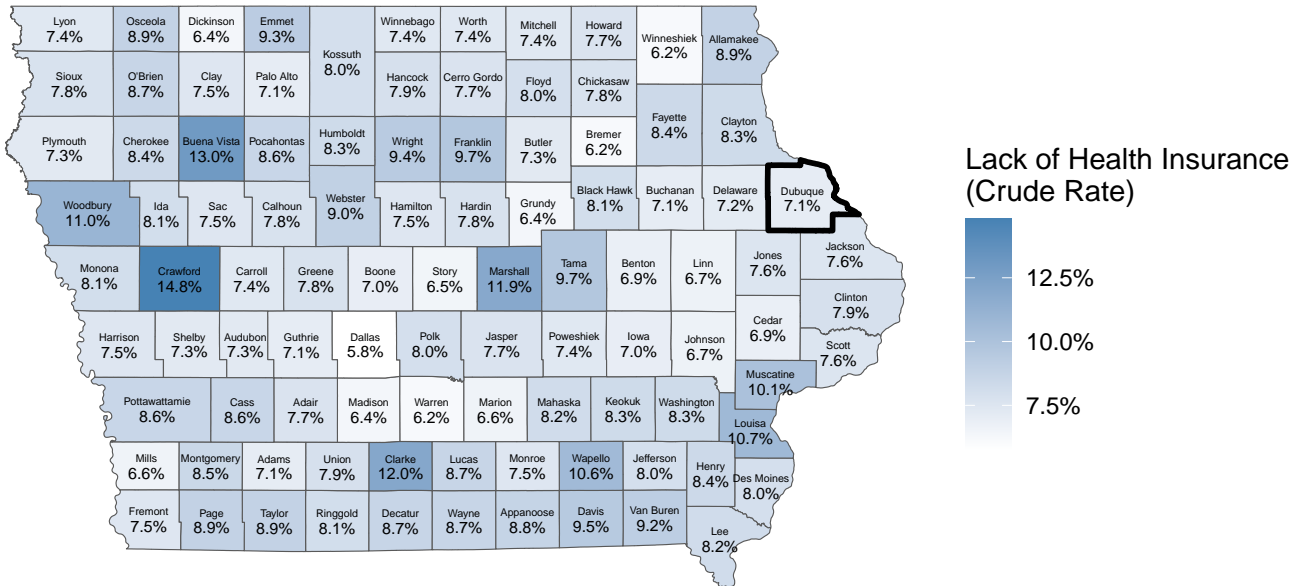 Lyon
7.4%
Osceola
8.9%
Dickinson
6.4%
Emmet
9.3%
Kossuth
8.0%
Winnebago
7.4%
Worth
7.4%
Mitchell
7.4%
Howard
7.7%
Winneshiek
6.2%
Allamakee
8.9%
Sioux
7.8%
O'Brien
8.7%
Clay
7.5%
Palo Alto
7.1%
Hancock
7.9%
Cerro Gordo
7.7%
Floyd
8.0%
Chickasaw
7.8%
Fayette
8.4%
Clayton
8.3%
Plymouth
7.3%
Cherokee
8.4%
Buena Vista
13.0%
Pocahontas
8.6%
Humboldt
8.3%
Wright
9.4%
Franklin
9.7%
Butler
7.3%
Bremer
6.2%
Woodbury
11.0%
Ida
8.1%
Sac
7.5%
Calhoun
7.8%
Webster
9.0%
Hamilton
7.5%
Hardin
7.8%
Grundy
6.4%
Black Hawk
8.1%
Buchanan
7.1%
Delaware
7.2%
Dubuque
7.1%
Monona
8.1%
Crawford
14.8%
Carroll
7.4%
Greene
7.8%
Boone
7.0%
Story
6.5%
Marshall
11.9%
Tama
9.7%
Benton
6.9%
Linn
6.7%
Jones
7.6%
Jackson
7.6%
Clinton
7.9%
Harrison
7.5%
Shelby
7.3%
Audubon
7.3%
Guthrie
7.1%
Dallas
5.8%
Polk
8.0%
Jasper
7.7%
Poweshiek
7.4%
Iowa
7.0%
Johnson
6.7%
Cedar
6.9%
Scott
7.6%
Muscatine
10.1%
Pottawattamie
8.6%
Cass
8.6%
Adair
7.7%
Madison
6.4%
Warren
6.2%
Marion
6.6%
Mahaska
8.2%
Keokuk
8.3%
Washington
8.3%
Louisa
10.7%
Mills
6.6%
Montgomery
8.5%
Adams
7.1%
Union
7.9%
Clarke
12.0%
Lucas
8.7%
Monroe
7.5%
Wapello
10.6%
Jefferson
8.0%
Henry
8.4%
Des Moines
8.0%
Fremont
7.5%
Page
8.9%
Taylor
8.9%
Ringgold
8.1%
Decatur
8.7%
Wayne
8.7%
Appanoose
8.8%
Davis
9.5%
Van Buren
9.2%
Lee
8.2%
Lack of Health Insurance
(Crude Rate)
12.5%
10.0%
7.5%